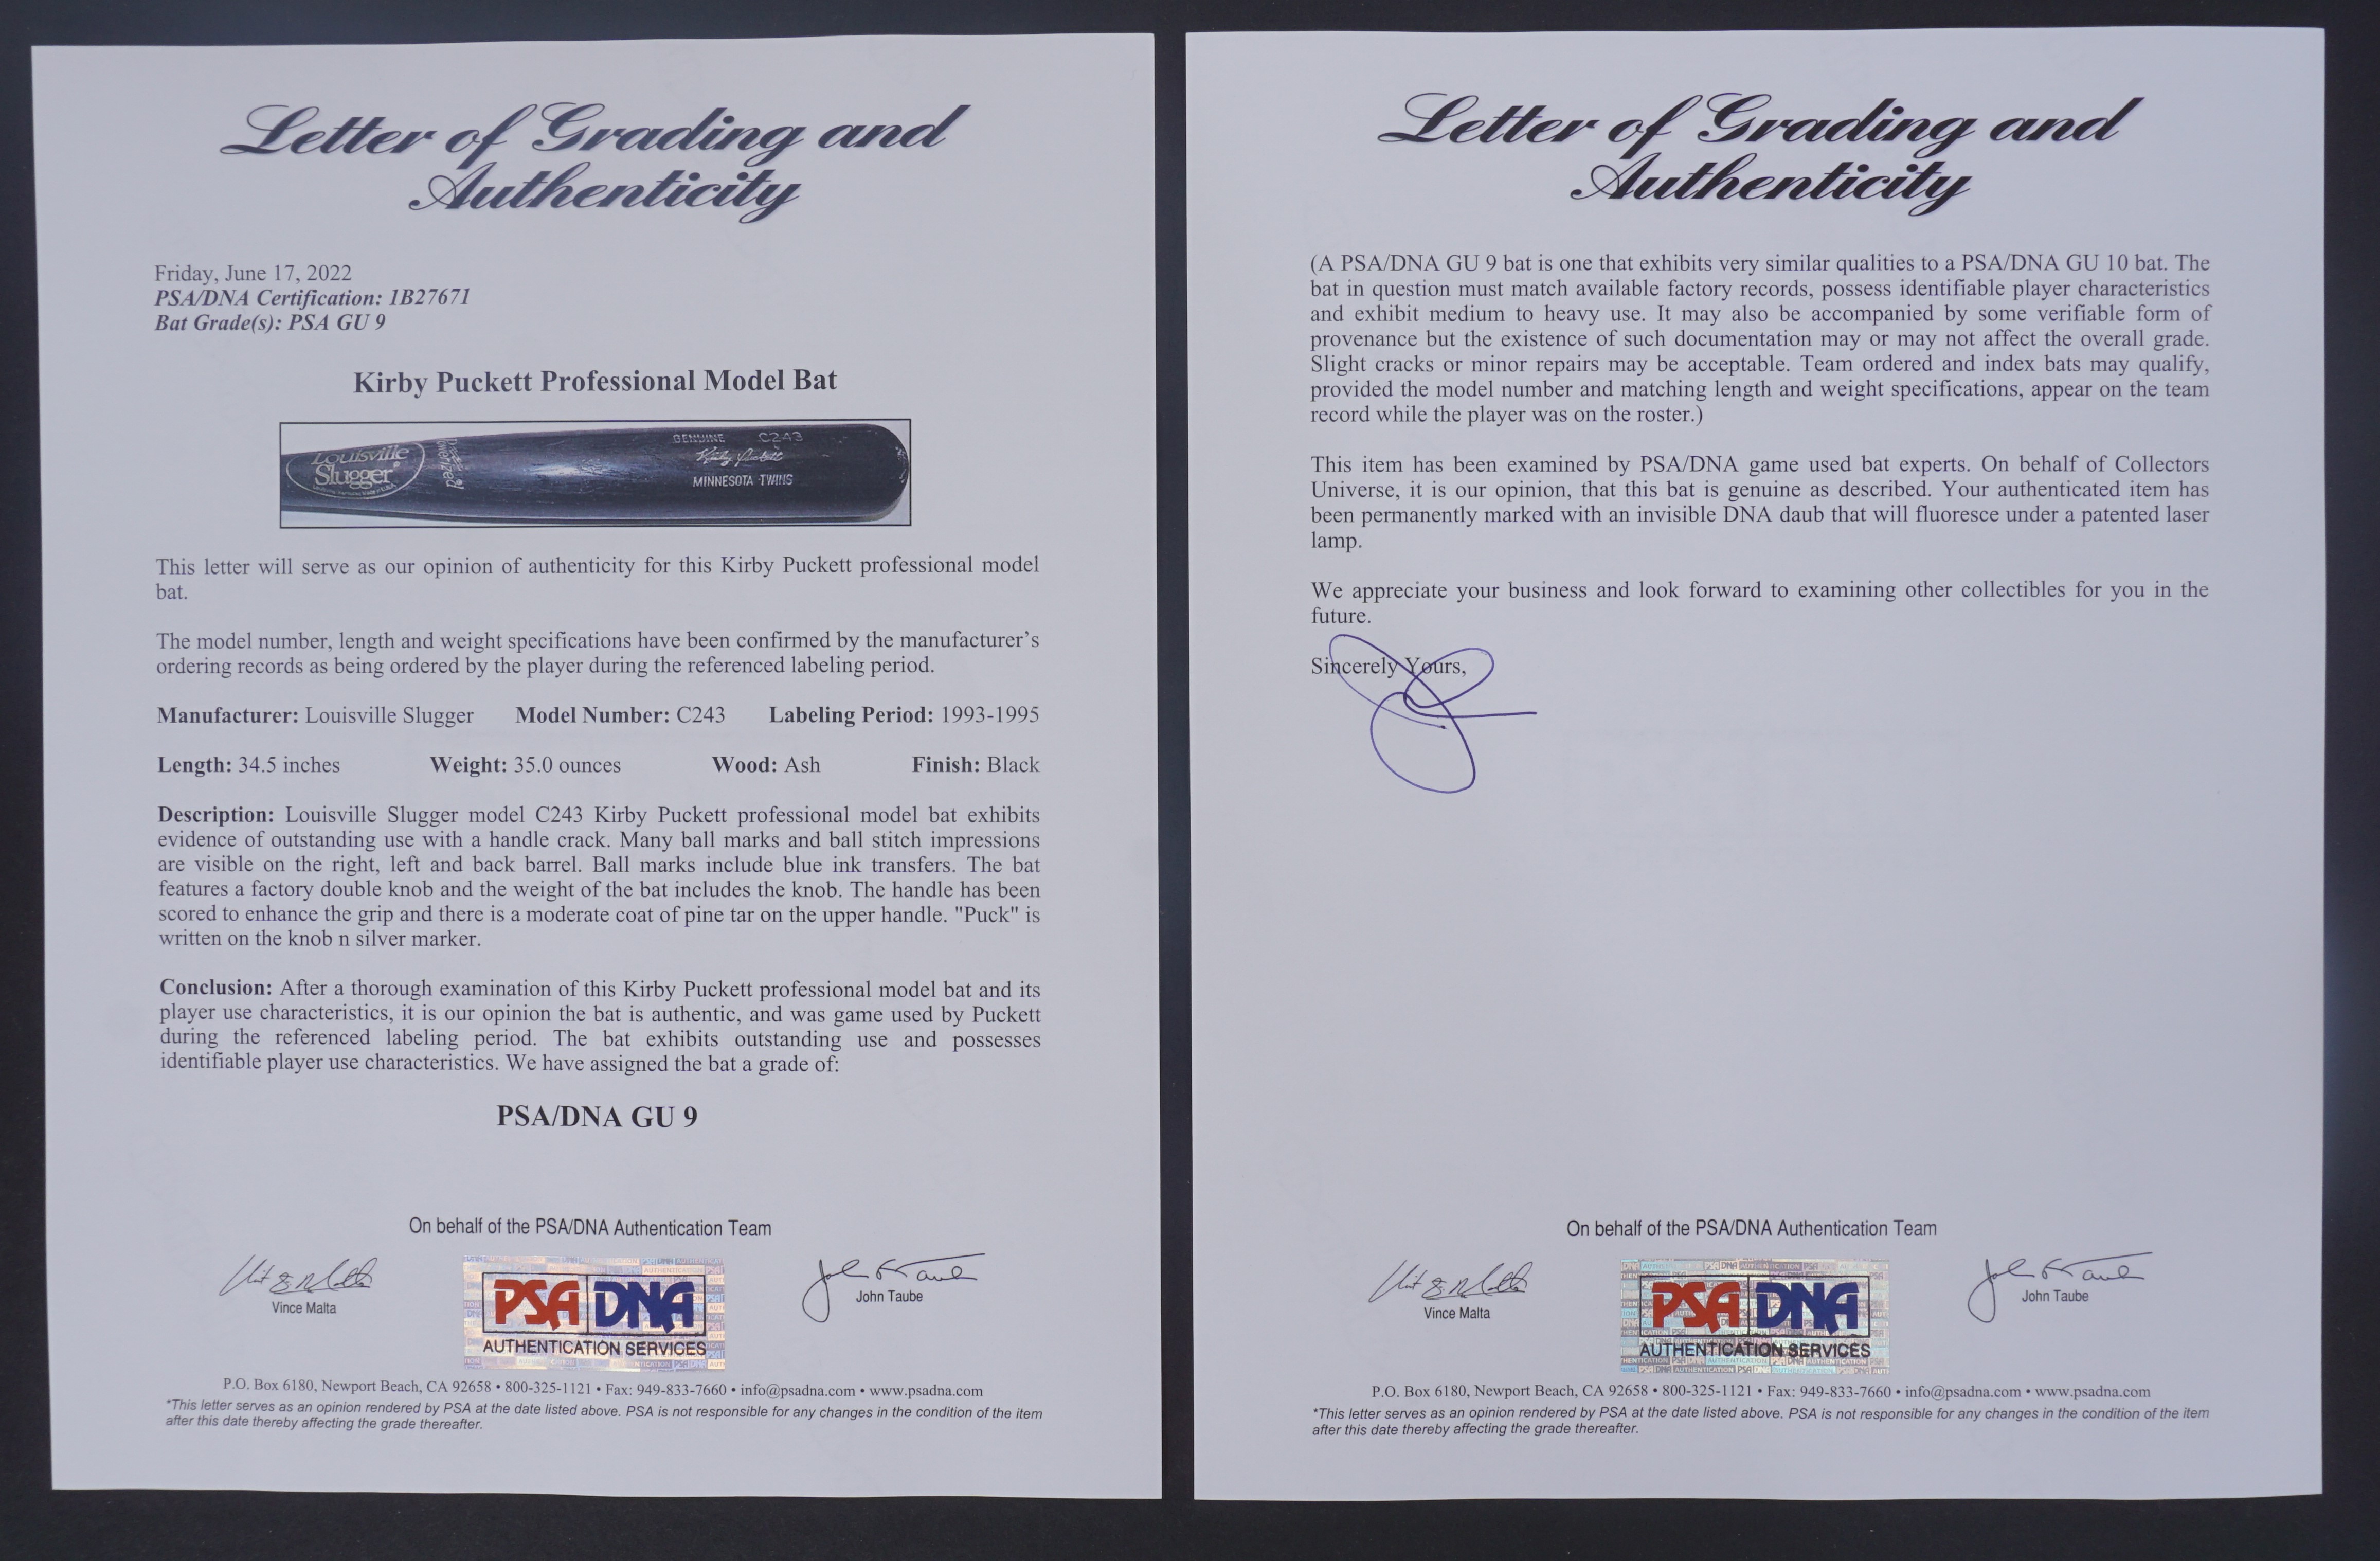 Letter of Grading and
Authenticity
Friday, June 17, 2022
PSA/DNA Certification: 1B27671
Bat Grade(s): PSA GU 9
Kirby Puckett Professional Model Bat
Louisville
Slugger
Powerized
GENUINE C243
Kirby Puckett
MINNESOTA TWINS
This letter will serve as our opinion of authenticity for this Kirby Puckett professional model
bat.
The model number, length and weight specifications have been confirmed by the manufacturer's
ordering records as being ordered by the player during the referenced labeling period.
Manufacturer: Louisville Slugger Model Number: C243 Labeling Period: 1993-1995
Length: 34.5 inches Weight: 35.0 ounces Wood: Ash Finish: Black
Description: Louisville Slugger model C243 Kirby Puckett professional model bat exhibits
evidence of outstanding use with a handle crack. Many ball marks and ball stitch impressions
are visible on the right, left and back barrel. Ball marks include blue ink transfers. The bat
features a factory double knob and the weight of the bat includes the knob. The handle has been
scored to enhance the grip and there is a moderate coat of pine tar on the upper handle. "Puck" is
written on the knob n silver marker.
Conclusion: After a thorough examination of this Kirby Puckett professional model bat and its
player use characteristics, it is our opinion the bat is authentic, and was game used by Puckett
during the referenced labeling period. The bat exhibits outstanding use and possesses
identifiable player use characteristics. We have assigned the bat a grade of:
PSA/DNA GU 9
On behalf of the PSA/DNA Authentication Team
Vince Malta
PSA DNA
AUTHENTICATION SERVICES
John Taube
P.O. Box 6180, Newport Beach, CA 92658 • 800-325-1121 • Fax: 949-833-7660 • info@psadna.com • www.psadna.com
*This letter serves as an opinion rendered by PSA at the date listed above. PSA is not responsible for any changes in the condition of the item
after this date thereby affecting the grade thereafter.
Letter of Grading and
Authenticity
(A PSA/DNA GU 9 bat is one that exhibits very similar qualities to a PSA/DNA GU 10 bat. The
bat in question must match available factory records, possess identifiable player characteristics
and exhibit medium to heavy use. It may also be accompanied by some verifiable form of
provenance but the existence of such documentation may or may not affect the overall grade.
Slight cracks or minor repairs may be acceptable. Team ordered and index bats may qualify,
provided the model number and matching length and weight specifications, appear on the team
record while the player was on the roster.)
This item has been examined by PSA/DNA game used bat experts. On behalf of Collectors
Universe, it is our opinion, that this bat is genuine as described. Your authenticated item has
been permanently marked with an invisible DNA daub that will fluoresce under a patented laser
lamp.
We appreciate your business and look forward to examining other collectibles for you in the
future.
Sincerely Yours,
On behalf of the PSA/DNA Authentication Team
Vince Malta
PSA DNA
AUTHENTICATION SERVICES
John Taube
P.O. Box 6180, Newport Beach, CA 92658 • 800-325-1121 • Fax: 949-833-7660 • info@psadna.com • www.psadna.com
*This letter serves as an opinion rendered by PSA at the date listed above. PSA is not responsible for any changes in the condition of the item
after this date thereby affecting the grade thereafter.